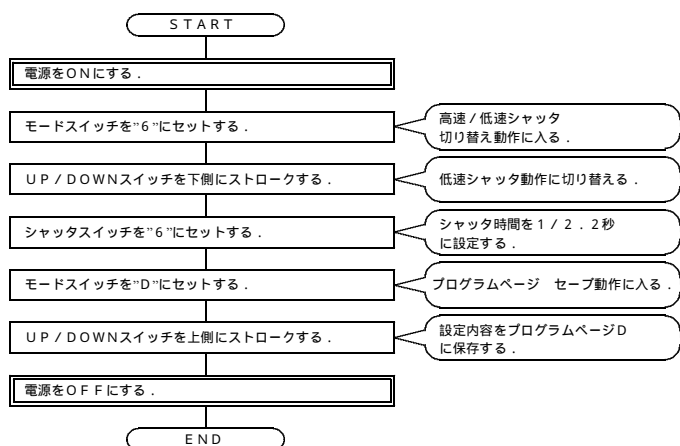 ＳＴＡＲＴ
電源をＯＮにする．
モードスイッチを”６”にセットする．
高速／低速シャッタ
切り替え動作に入る．
ＵＰ／ＤＯＷＮスイッチを下側にストロークする．
低速シャッタ動作に切り替える．
シャッタスイッチを”６”にセットする．
シャッタ時間を１／２．２秒
に設定する．
モードスイッチを”Ｄ”にセットする．
プログラムページ　セーブ動作に入る．
ＵＰ／ＤＯＷＮスイッチを上側にストロークする．
設定内容をプログラムページＤ
に保存する．
電源をＯＦＦにする．
ＥＮＤ